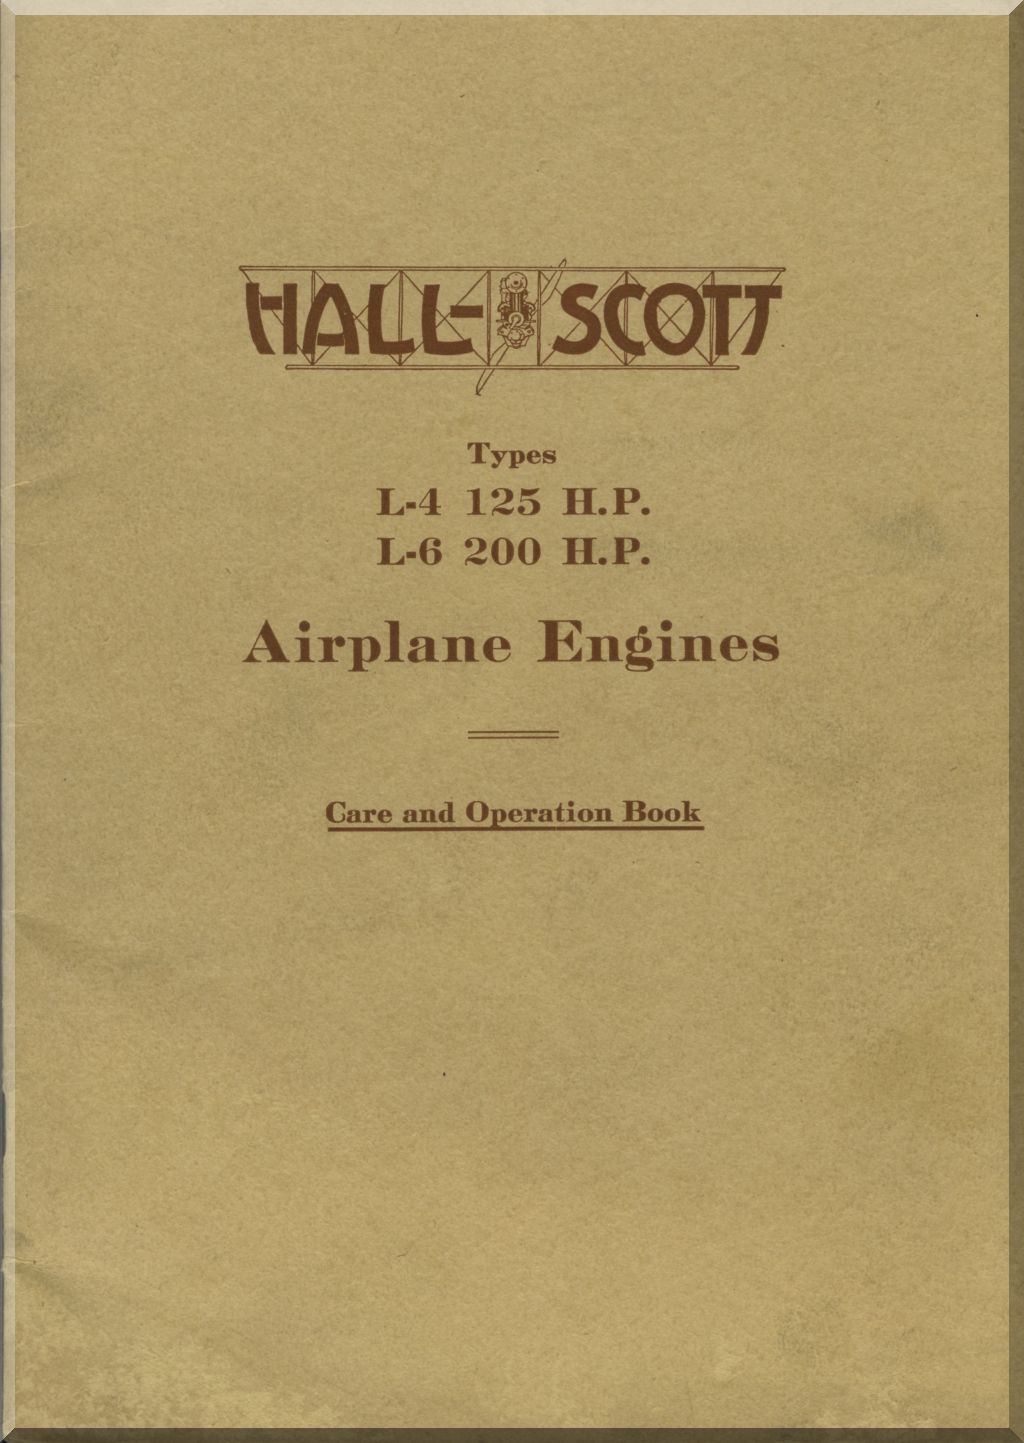 HALL-SCOTT
Types
L-4 125 H.P.
L-6 200 H.P.
Airplane Engines
Care and Operation Book